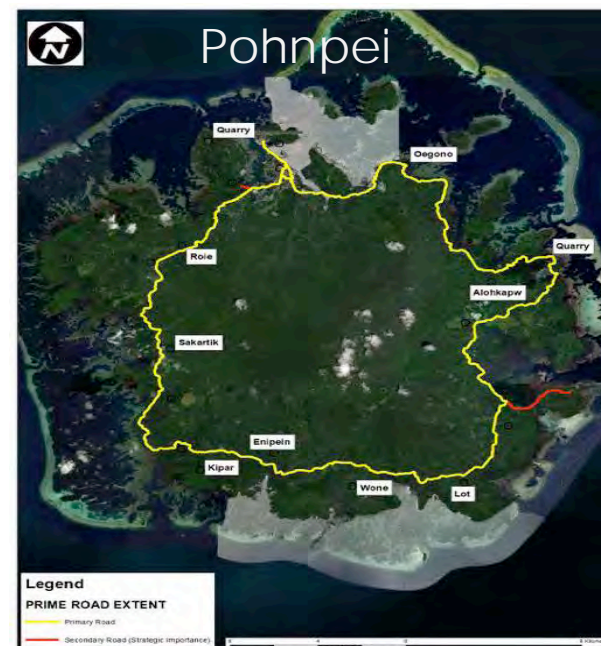 N
Pohnpei
Quarry
Oegono
Quarry
Roie
Alohkapw
Sakartik
Enipein
Kipar
Wone
Lot
Legend
PRIME ROAD EXTENT
Primary Road
Secondary Road (Strategic Importance)